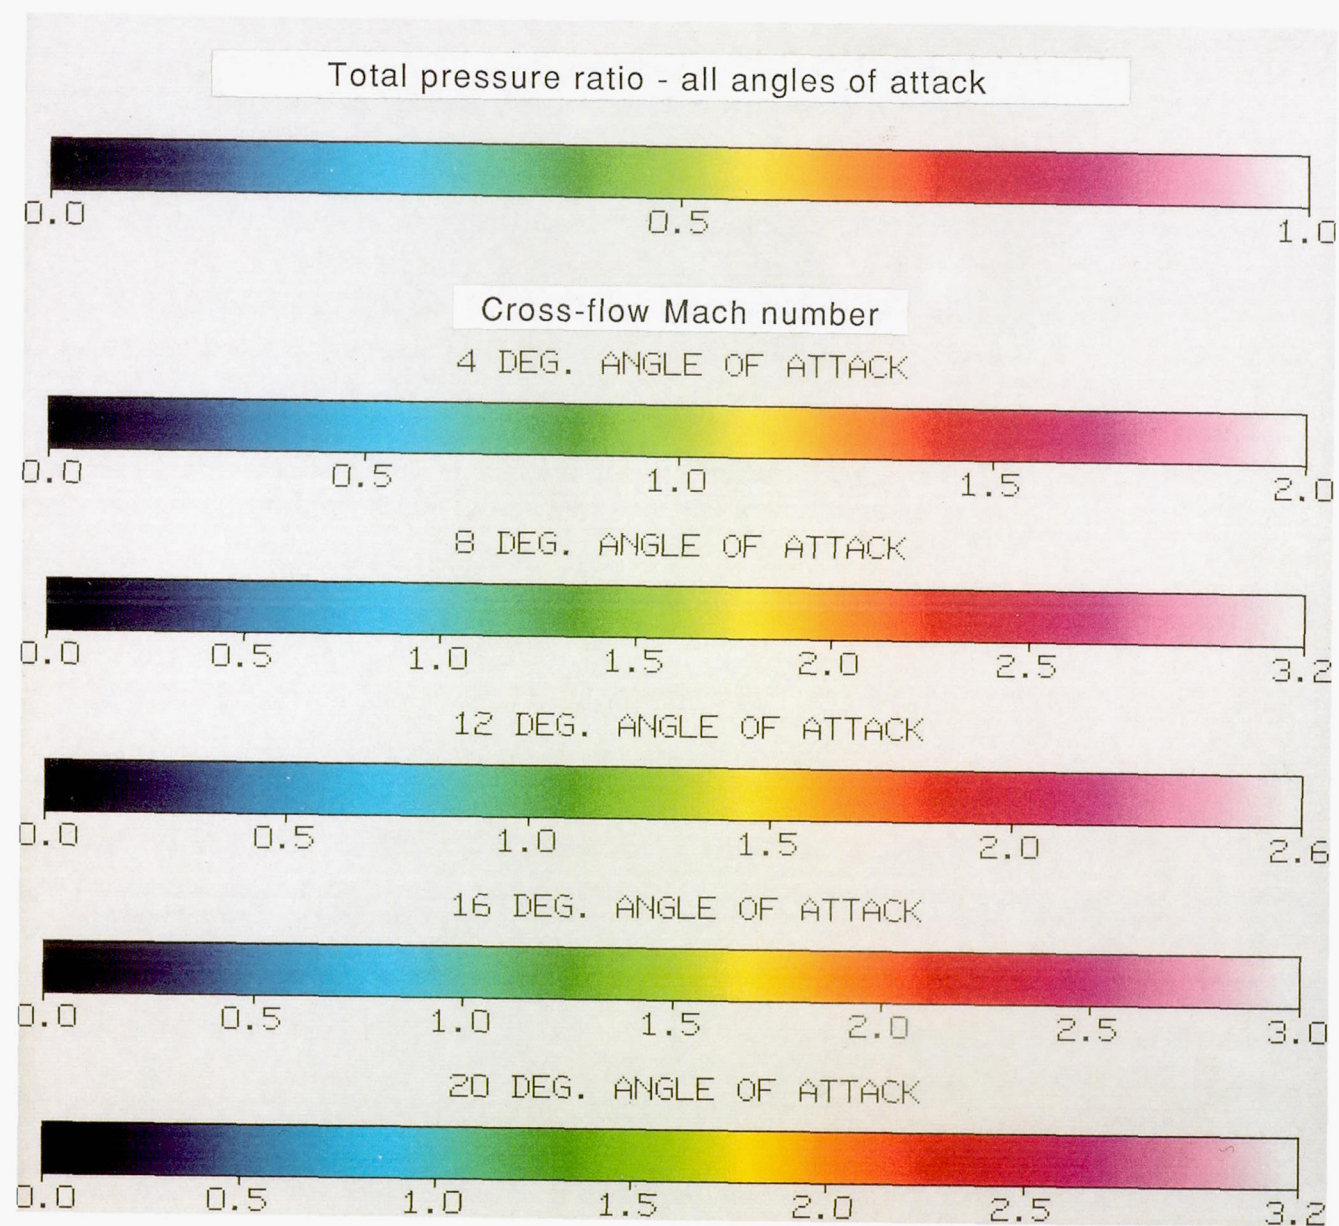 Total pressure ratio - all angles of attack
0.0 0.5 1.0
Cross-flow Mach number
4 DEG. ANGLE OF ATTACK
0.0 0.5 1.0 1.5 2.0
8 DEG. ANGLE OF ATTACK
0.0 0.5 1.0 1.5 2.0 2.5 3.2
12 DEG. ANGLE OF ATTACK
0.0 0.5 1.0 1.5 2.0 2.6
16 DEG. ANGLE OF ATTACK
0.0 0.5 1.0 1.5 2.0 2.5 3.0
20 DEG. ANGLE OF ATTACK
0.0 0.5 1.0 1.5 2.0 2.5 3.2